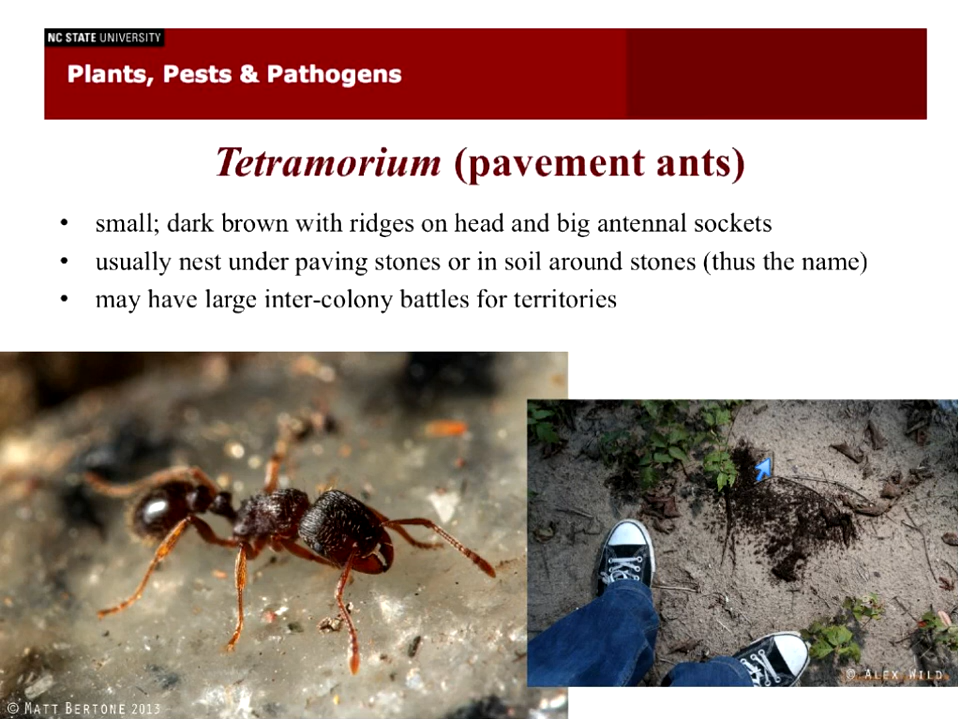 NC STATE UNIVERSITY
Plants, Pests & Pathogens
Tetramorium (pavement ants)
• small; dark brown with ridges on head and big antennal sockets
• usually nest under paving stones or in soil around stones (thus the name)
• may have large inter-colony battles for territories
© ALEX WILD
© MATT BERTONE 2013